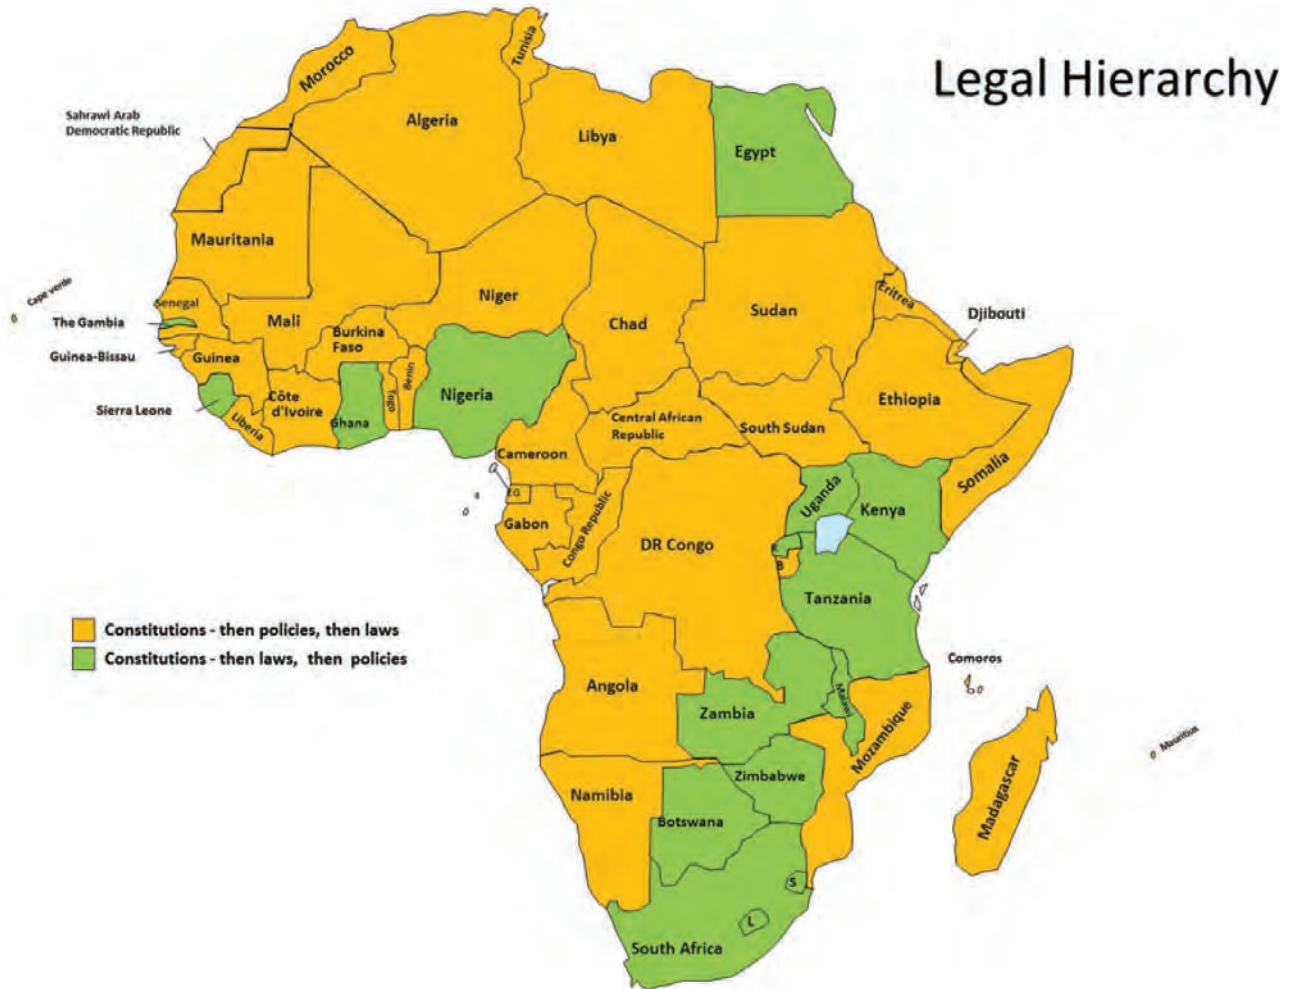 Legal Hierarchy
Morocco
Tunisia
Sahrawi Arab
Democratic Republic
Algeria
Libya
Egypt
Mauritania
Cape verde
Senegal
The Gambia
Guinea-Bissau
Guinea
Sierra Leone
Liberia
Mali
Burkina
Faso
Côte
d'Ivoire
Ghana
Togo
Benin
Niger
Nigeria
Chad
Sudan
Eritrea
Djibouti
Ethiopia
Somalia
Central African
Republic
South Sudan
Cameroon
EG
Gabon
Congo Republic
DR Congo
Uganda
Kenya
R
B
Tanzania
Constitutions - then policies, then laws
Constitutions - then laws, then policies
Angola
Zambia
Malawi
Mozambique
Comoros
Mauritius
Madagascar
Zimbabwe
Namibia
Botswana
S
L
South Africa